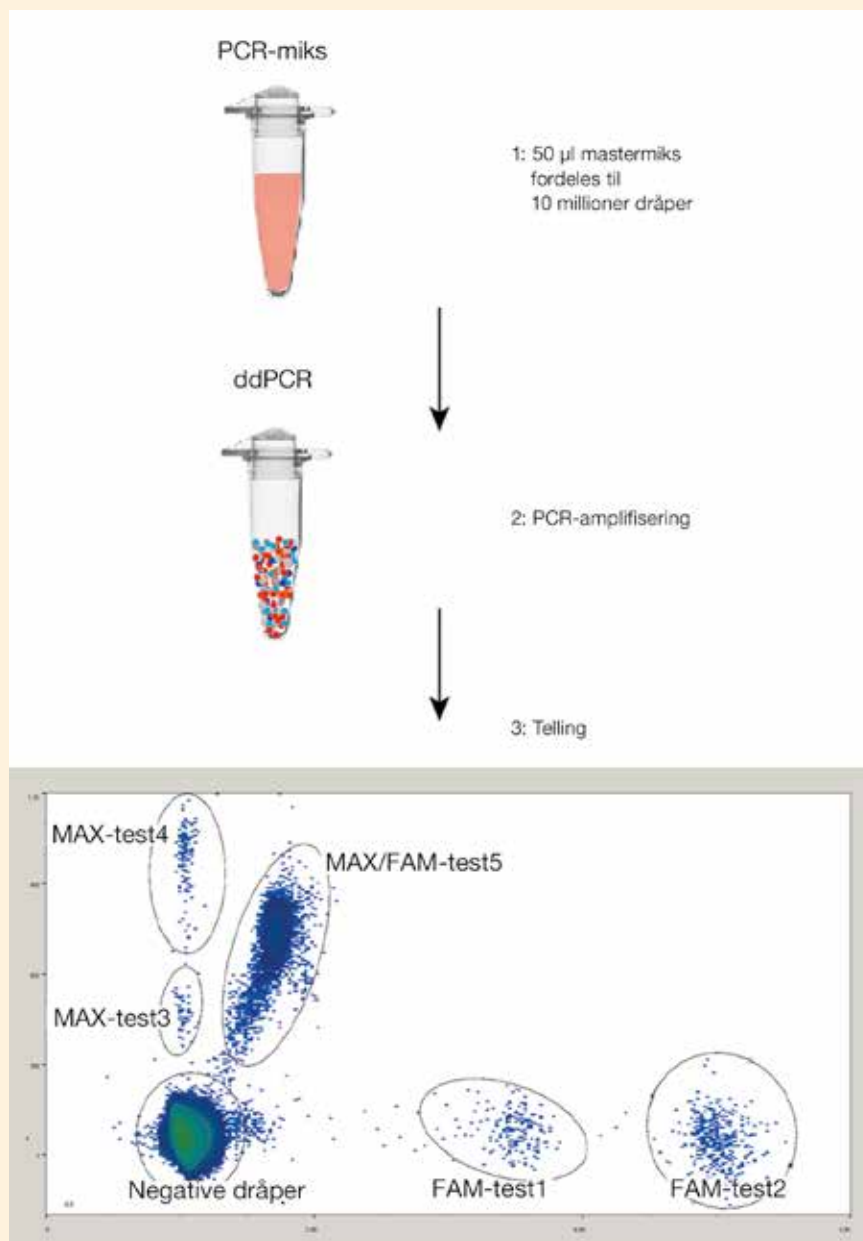 PCR-miks
1: 50 µl mastermiks
fordeles til
10 millioner dråper
ddPCR
2: PCR-amplifisering
3: Telling
MAX-test4
MAX/FAM-test5
MAX-test3
Negative dråper
FAM-test1
FAM-test2